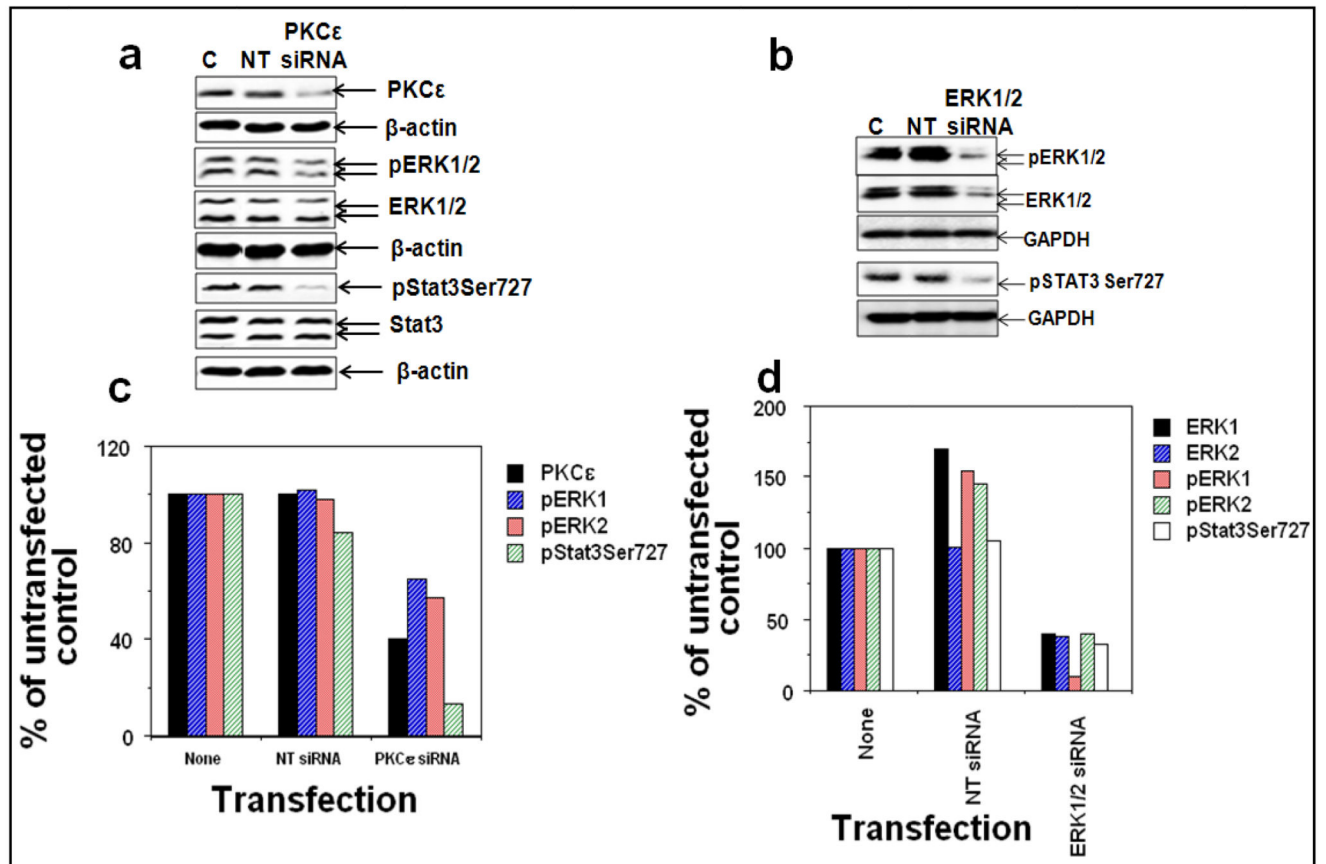 a
PKCε
C NT siRNA
PKCε
β-actin
pERK1/2
ERK1/2
β-actin
pStat3Ser727
Stat3
β-actin
b
ERK1/2
C NT siRNA
pERK1/2
ERK1/2
GAPDH
pSTAT3 Ser727
GAPDH
c
% of untransfected
control
120
80
40
0
None NT siRNA PKCε siRNA
Transfection
PKCε
pERK1
pERK2
pStat3Ser727
d
% of untransfected
control
200
150
100
50
0
None NT siRNA ERK1/2 siRNA
Transfection
ERK1
ERK2
pERK1
pERK2
pStat3Ser727